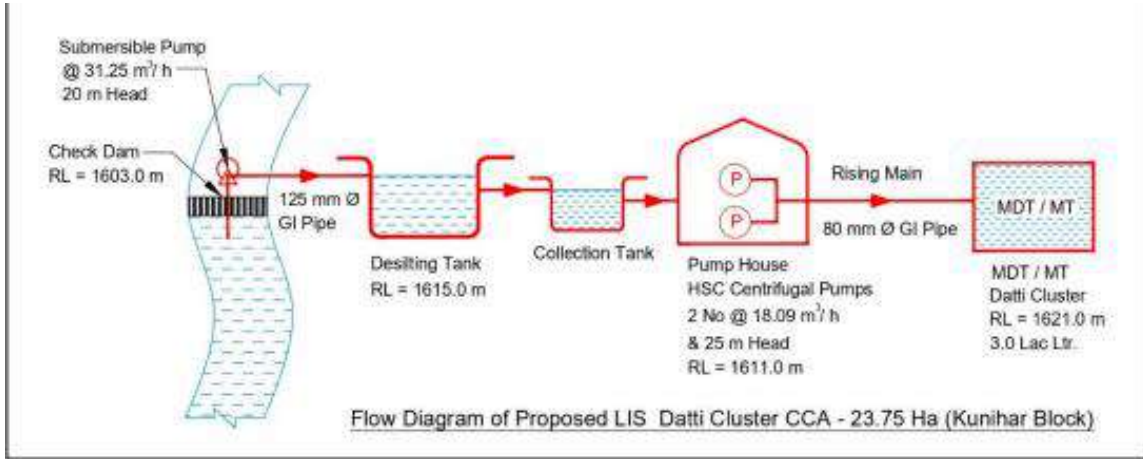 Submersible Pump
@ 31.25 m³/ h
20 m Head
Check Dam
RL = 1603.0 m
125 mm Ø
GI Pipe
Desilting Tank
RL = 1615.0 m
Collection Tank
P
P
Pump House
HSC Centrifugal Pumps
2 No @ 18.09 m³/ h
& 25 m Head
RL = 1611.0 m
Rising Main
80 mm Ø GI Pipe
MDT / MT
MDT / MT
Datti Cluster
RL = 1621.0 m
3.0 Lac Ltr.
Flow Diagram of Proposed LIS Datti Cluster CCA - 23.75 Ha (Kunihar Block)